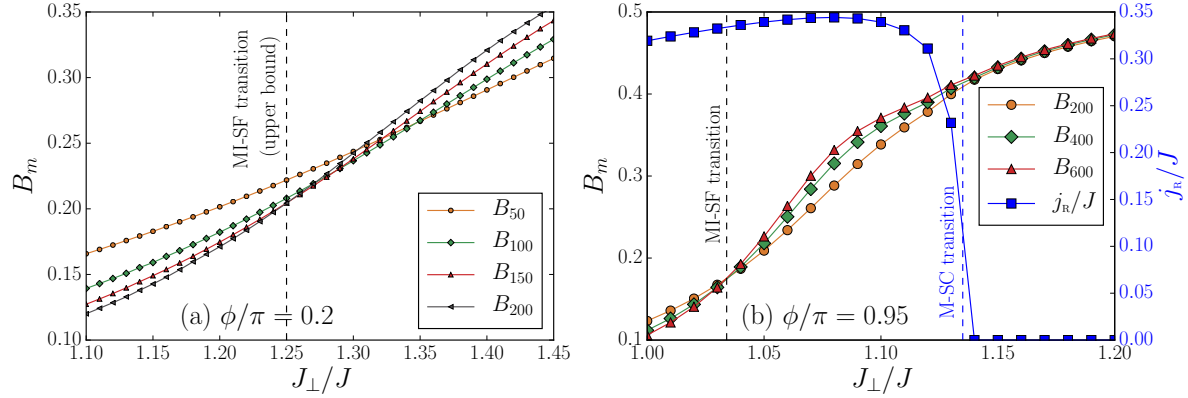 0.35
0.30
0.25
0.20
0.15
0.10
B_m
MI-SF transition
(upper bound)
B_50
B_100
B_150
B_200
(a) ϕ/π = 0.2
1.10
1.15
1.20
1.25
1.30
1.35
1.40
1.45
J_⊥/J
0.5
0.4
0.3
0.2
0.1
B_m
MI-SF transition
M-SC transition
B_200
B_400
B_600
j_R/J
(b) ϕ/π = 0.95
1.00
1.05
1.10
1.15
1.20
J_⊥/J
0.35
0.30
0.25
0.20
0.15
0.10
0.05
0.00
j_R/J